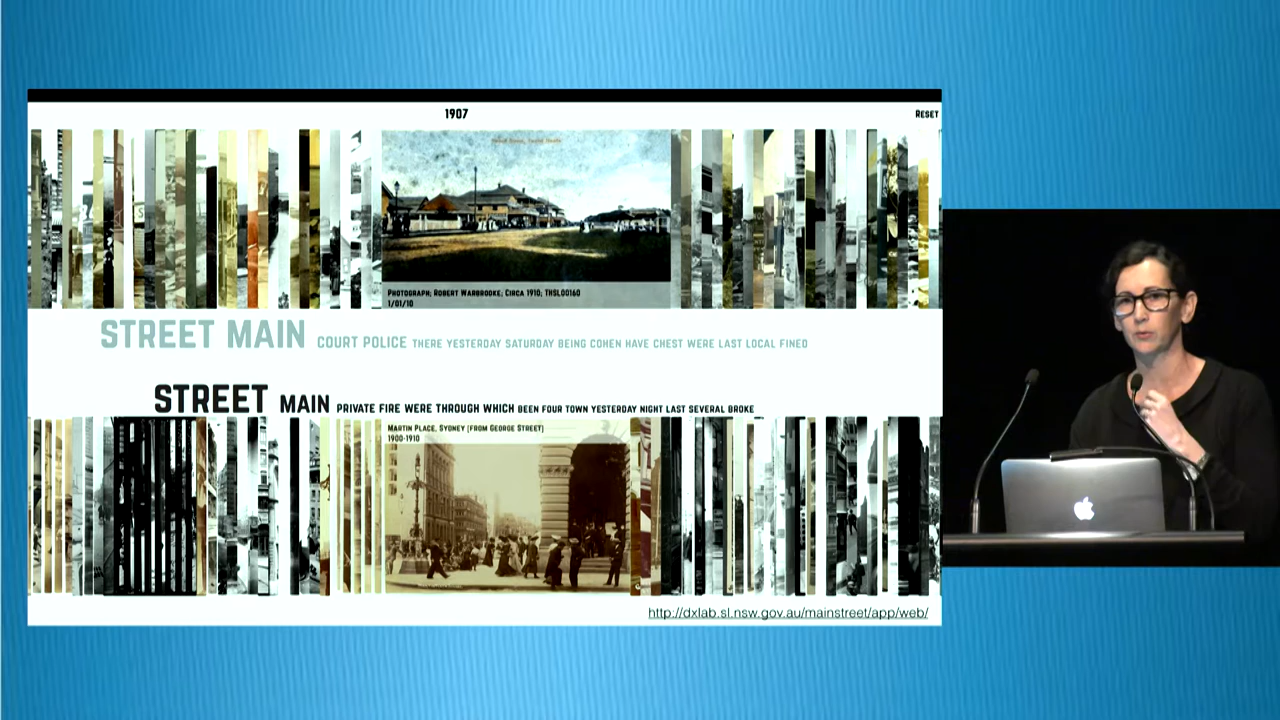 1907
RESET
PHOTOGRAPH; ROBERT WARBROOKE; CIRCA 1910; THSL00160
1/01/10
STREET MAIN COURT POLICE THERE YESTERDAY SATURDAY BEING COHEN HAVE CHEST WERE LAST LOCAL FINED
STREET MAIN PRIVATE FIRE WERE THROUGH WHICH BEEN FOUR TOWN YESTERDAY NIGHT LAST SEVERAL BROKE
MARTIN PLACE, SYDNEY [FROM GEORGE STREET]
1900-1910
http://dxlab.sl.nsw.gov.au/mainstreet/app/web/